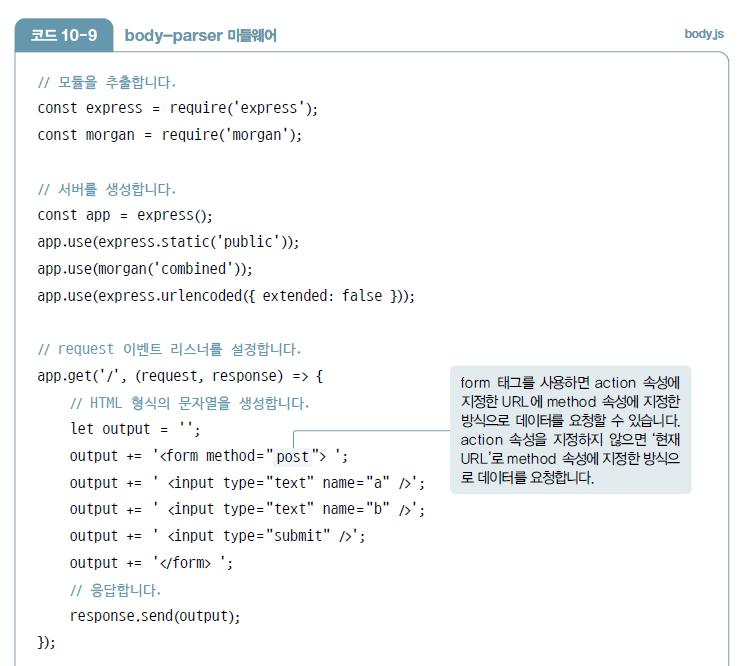 코드 10-9 body-parser 미들웨어 body.js
// 모듈을 추출합니다.
const express = require('express');
const morgan = require('morgan');
// 서버를 생성합니다.
const app = express();
app.use(express.static('public'));
app.use(morgan('combined'));
app.use(express.urlencoded({ extended: false }));
// request 이벤트 리스너를 설정합니다.
app.get('/', (request, response) => {
// HTML 형식의 문자열을 생성합니다.
let output = '';
output += '<form method="post"> ';
output += ' <input type="text" name="a" />';
output += ' <input type="text" name="b" />';
output += ' <input type="submit" />';
output += '</form> ';
// 응답합니다.
response.send(output);
});
form 태그를 사용하면 action 속성에
지정한 URL에 method 속성에 지정한
방식으로 데이터를 요청할 수 있습니다.
action 속성을 지정하지 않으면 '현재
URL'로 method 속성에 지정한 방식으
로 데이터를 요청합니다.